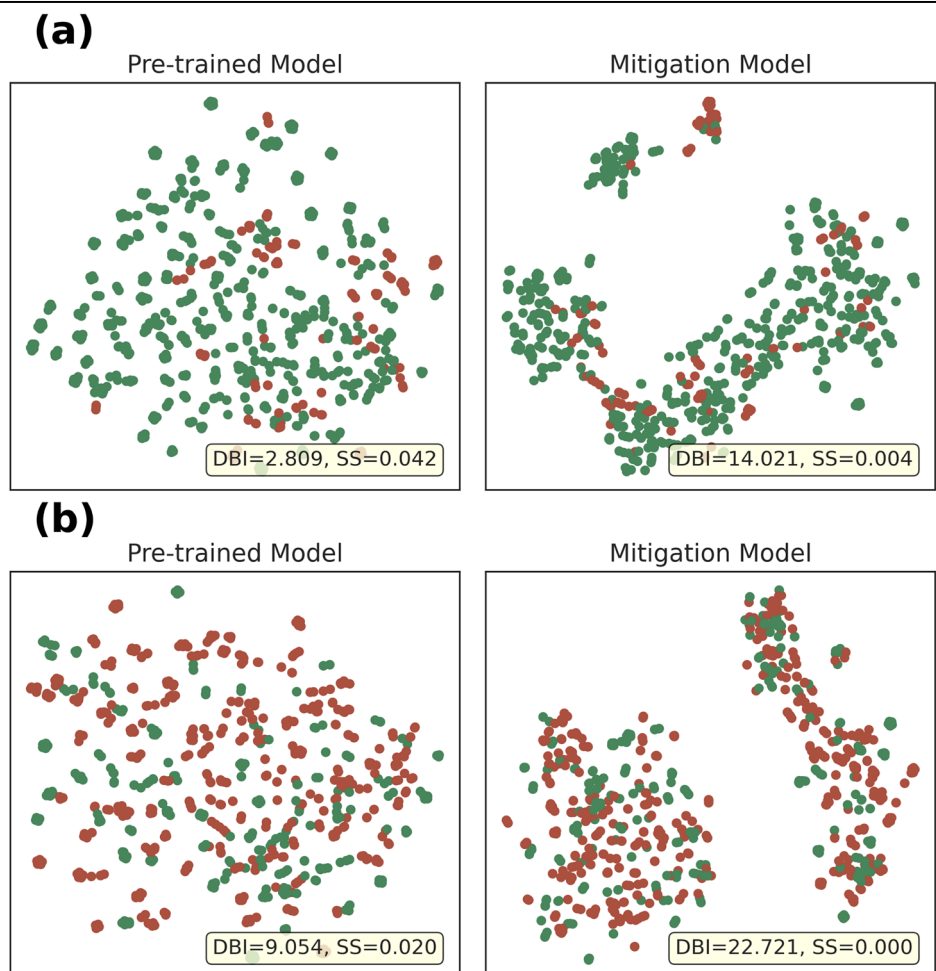 (a)
Pre-trained Model
Mitigation Model
DBI=2.809, SS=0.042
DBI=14.021, SS=0.004
(b)
Pre-trained Model
Mitigation Model
DBI=9.054, SS=0.020
DBI=22.721, SS=0.000